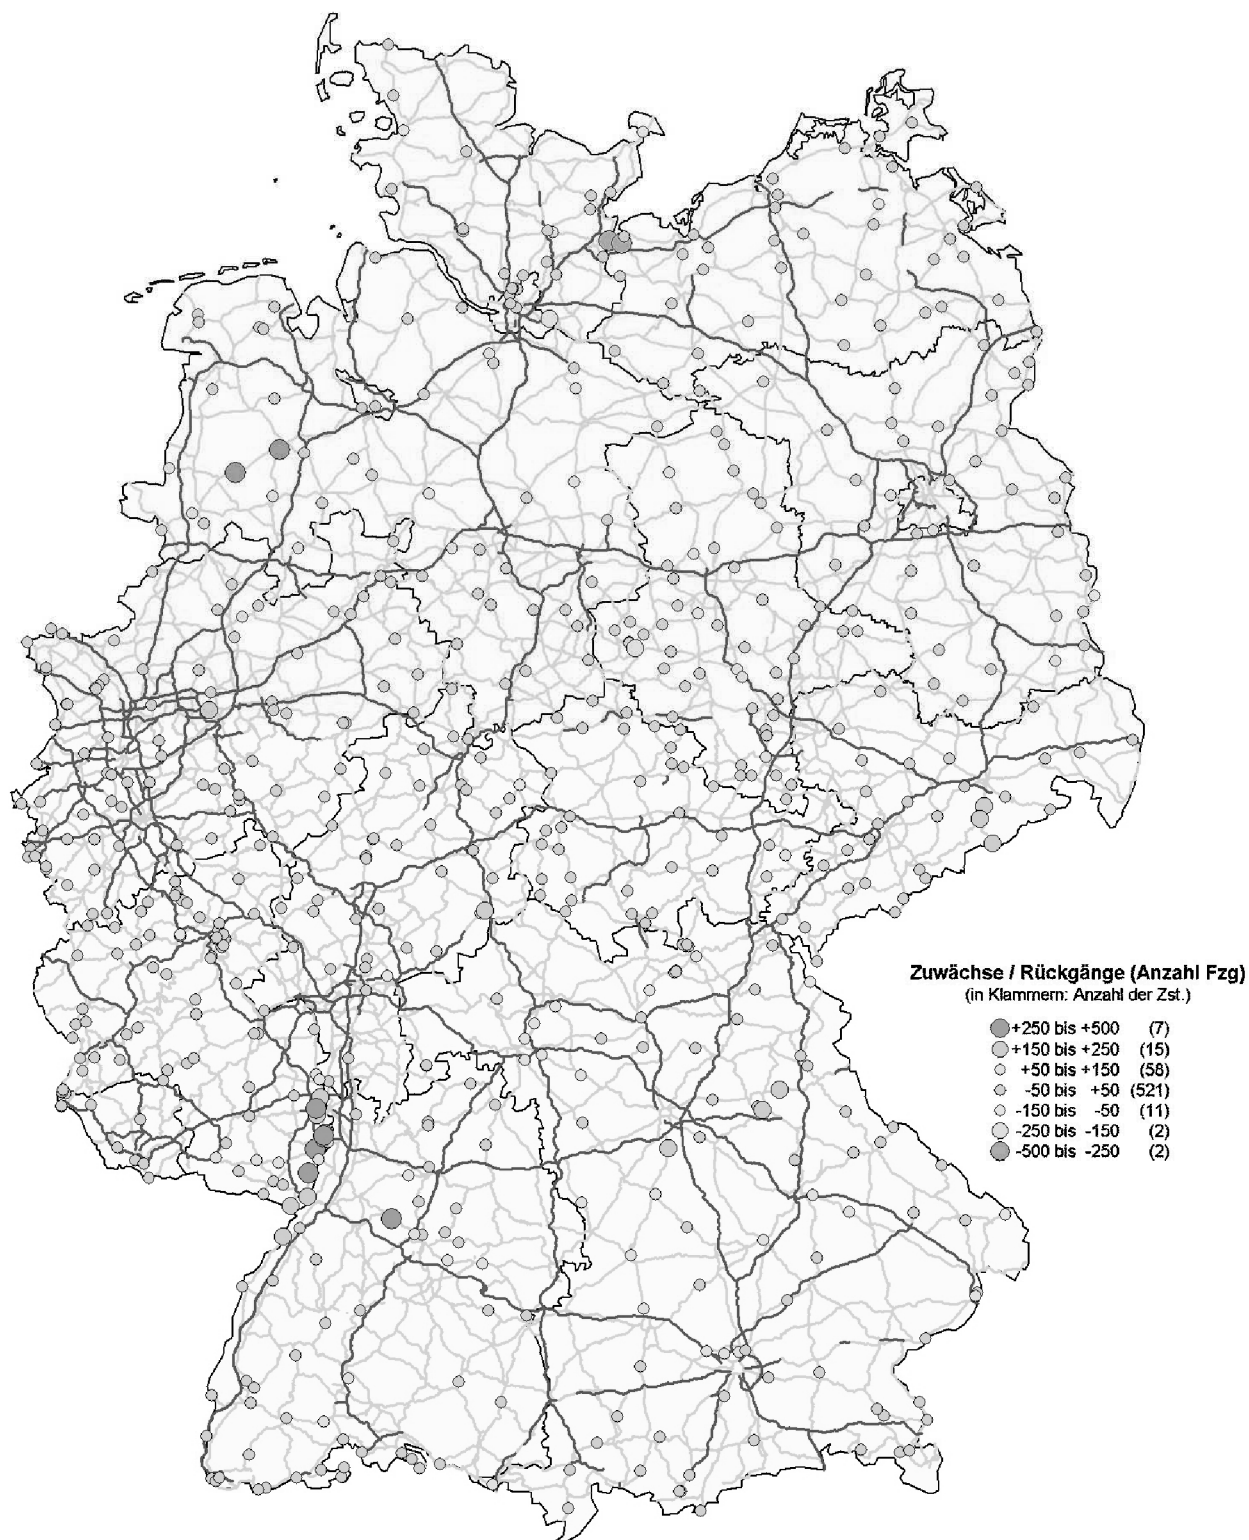 Zuwächse / Rückgänge (Anzahl Fzg)
(in Klammern: Anzahl der Zst.)
+250 bis +500 (7)
+150 bis +250 (15)
+50 bis +150 (58)
-50 bis +50 (521)
-150 bis -50 (11)
-250 bis -150 (2)
-500 bis -250 (2)